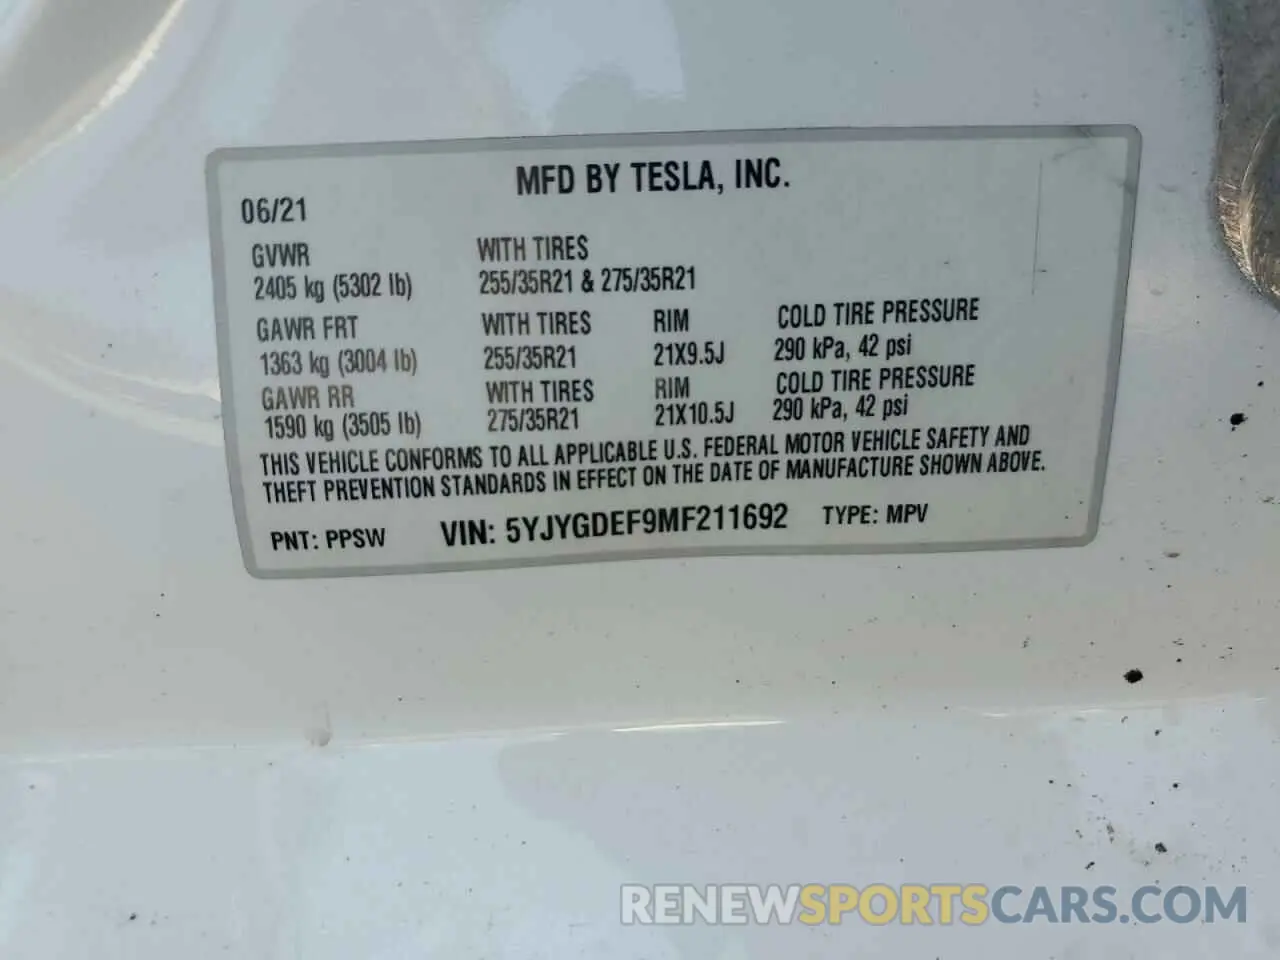 MFD BY TESLA, INC.
06/21
GVWR WITH TIRES
2405 kg (5302 lb) 255/35R21 & 275/35R21
GAWR FRT WITH TIRES RIM COLD TIRE PRESSURE
1363 kg (3004 lb) 255/35R21 21X9.5J 290 kPa, 42 psi
GAWR RR WITH TIRES RIM COLD TIRE PRESSURE
1590 kg (3505 lb) 275/35R21 21X10.5J 290 kPa, 42 psi
THIS VEHICLE CONFORMS TO ALL APPLICABLE U.S. FEDERAL MOTOR VEHICLE SAFETY AND
THEFT PREVENTION STANDARDS IN EFFECT ON THE DATE OF MANUFACTURE SHOWN ABOVE.
PNT: PPSW VIN: 5YJYGDEF9MF211692 TYPE: MPV
RENEWSPORTSCARS.COM